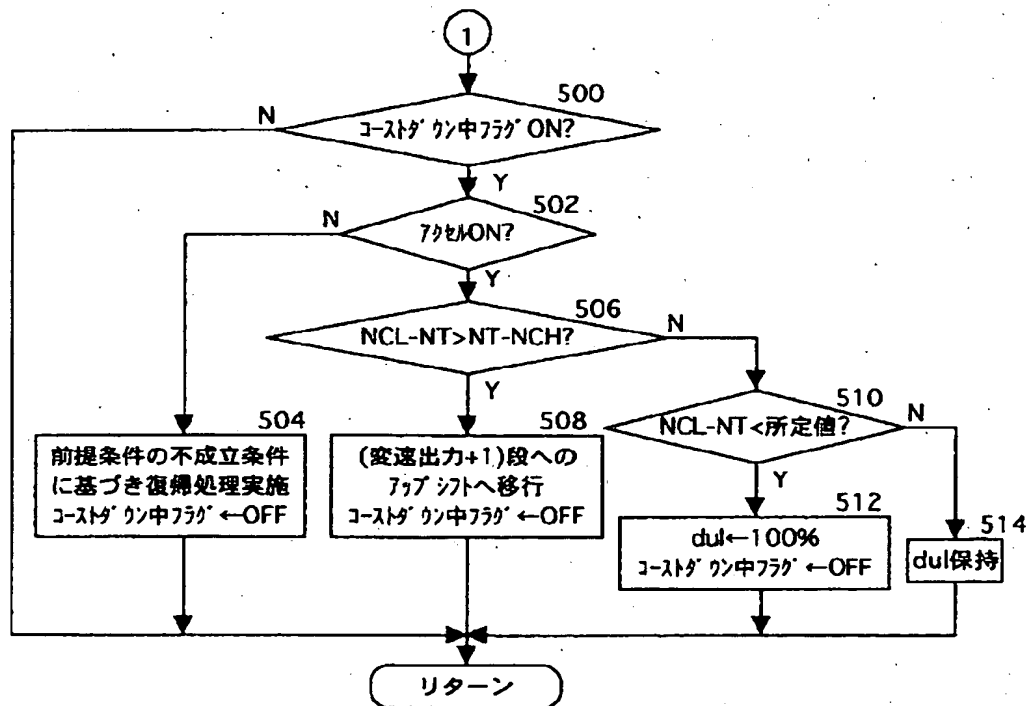 1
500
N
ｺｰｽﾄﾀﾞｳﾝ中ﾌﾗｸﾞON?
Y
502
N
ｱｸｾﾙON?
Y
506
NCL-NT>NT-NCH?
N
Y
510
NCL-NT<所定値?
N
Y
504
前提条件の不成立条件
に基づき復帰処理実施
ｺｰｽﾄﾀﾞｳﾝ中ﾌﾗｸﾞ←OFF
508
(変速出力+1)段への
ｱｯﾌﾟｼﾌﾄへ移行
ｺｰｽﾄﾀﾞｳﾝ中ﾌﾗｸﾞ←OFF
512
dul←100%
ｺｰｽﾄﾀﾞｳﾝ中ﾌﾗｸﾞ←OFF
514
dul保持
リターン